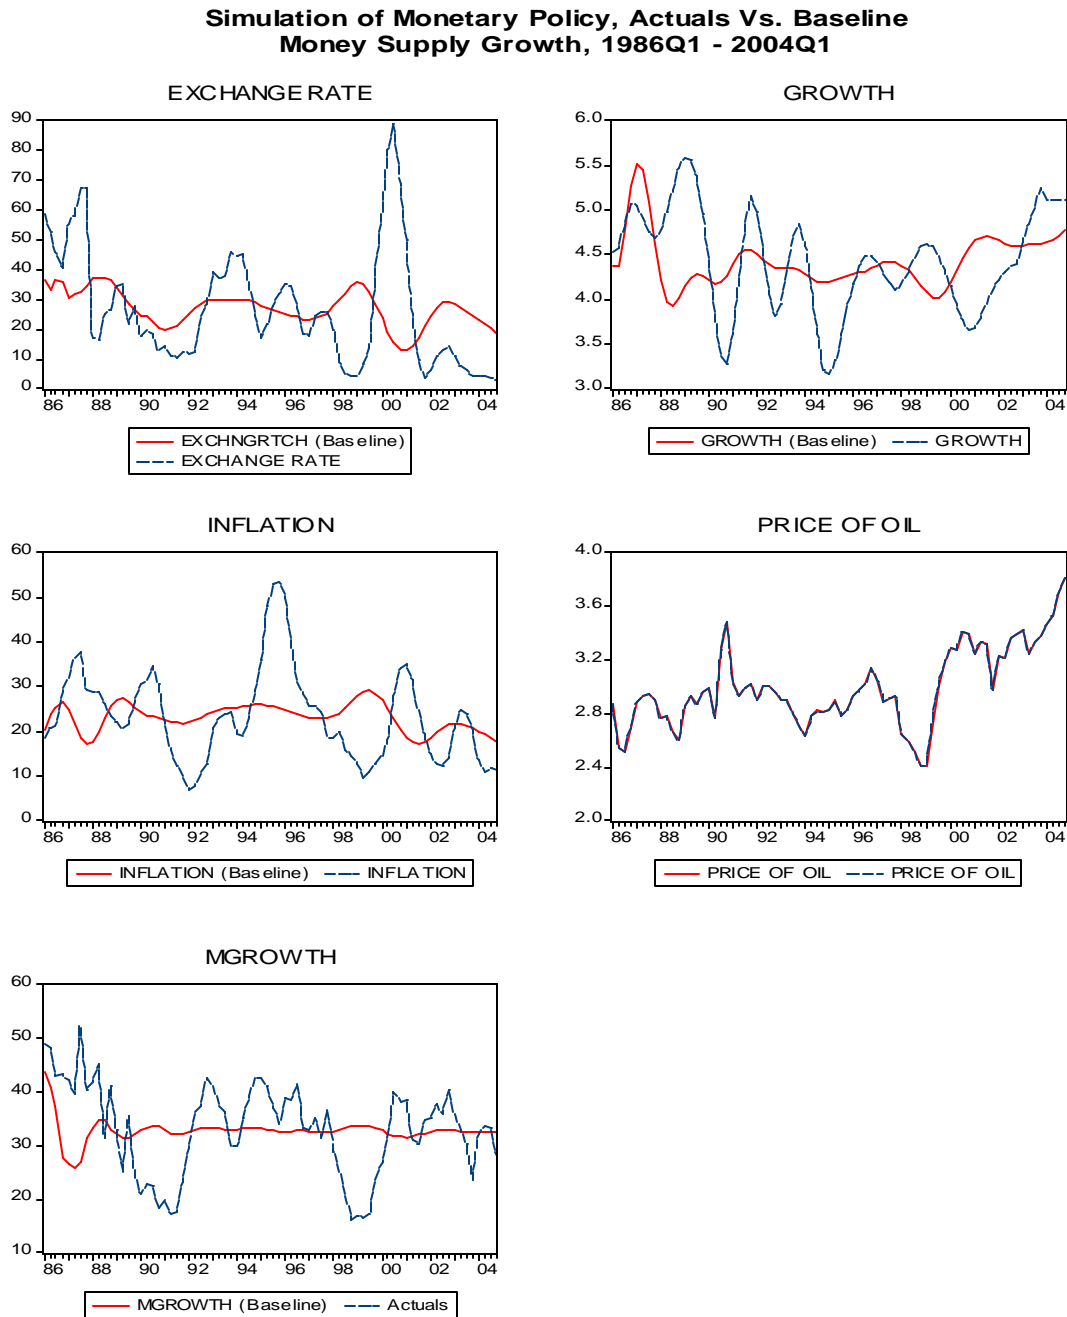 Simulation of Monetary Policy, Actuals Vs. Baseline
Money Supply Growth, 1986Q1 - 2004Q1
EXCHANGE RATE
90
80
70
60
50
40
30
20
10
0
86 88 90 92 94 96 98 00 02 04
EXCHNGRTCH (Baseline)
EXCHANGE RATE
GROWTH
6.0
5.5
5.0
4.5
4.0
3.5
3.0
86 88 90 92 94 96 98 00 02 04
GROWTH (Baseline) GROWTH
INFLATION
60
50
40
30
20
10
0
86 88 90 92 94 96 98 00 02 04
INFLATION (Baseline) INFLATION
PRICE OF OIL
4.0
3.6
3.2
2.8
2.4
2.0
86 88 90 92 94 96 98 00 02 04
PRICE OF OIL PRICE OF OIL
MGROWTH
60
50
40
30
20
10
86 88 90 92 94 96 98 00 02 04
MGROWTH (Baseline) Actuals